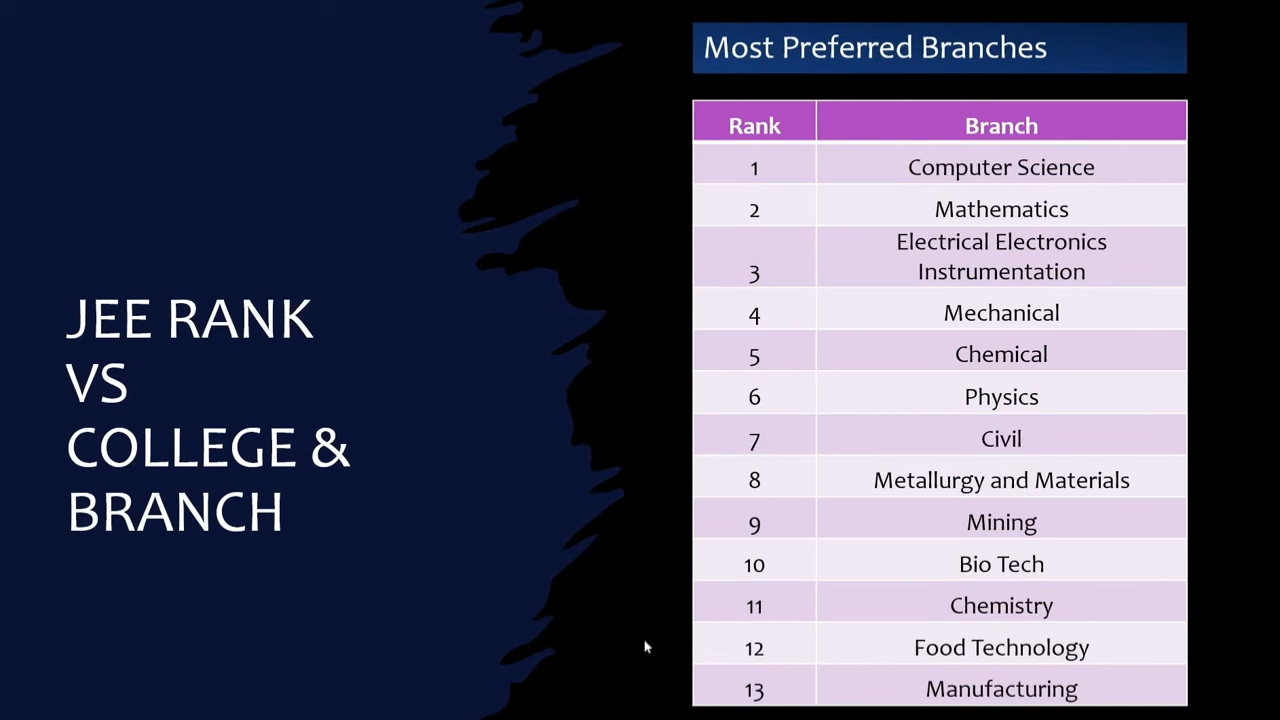 JEE RANK
VS
COLLEGE &
BRANCH
Most Preferred Branches
Rank Branch
1 Computer Science
2 Mathematics
3 Electrical Electronics
Instrumentation
4 Mechanical
5 Chemical
6 Physics
7 Civil
8 Metallurgy and Materials
9 Mining
10 Bio Tech
11 Chemistry
12 Food Technology
13 Manufacturing